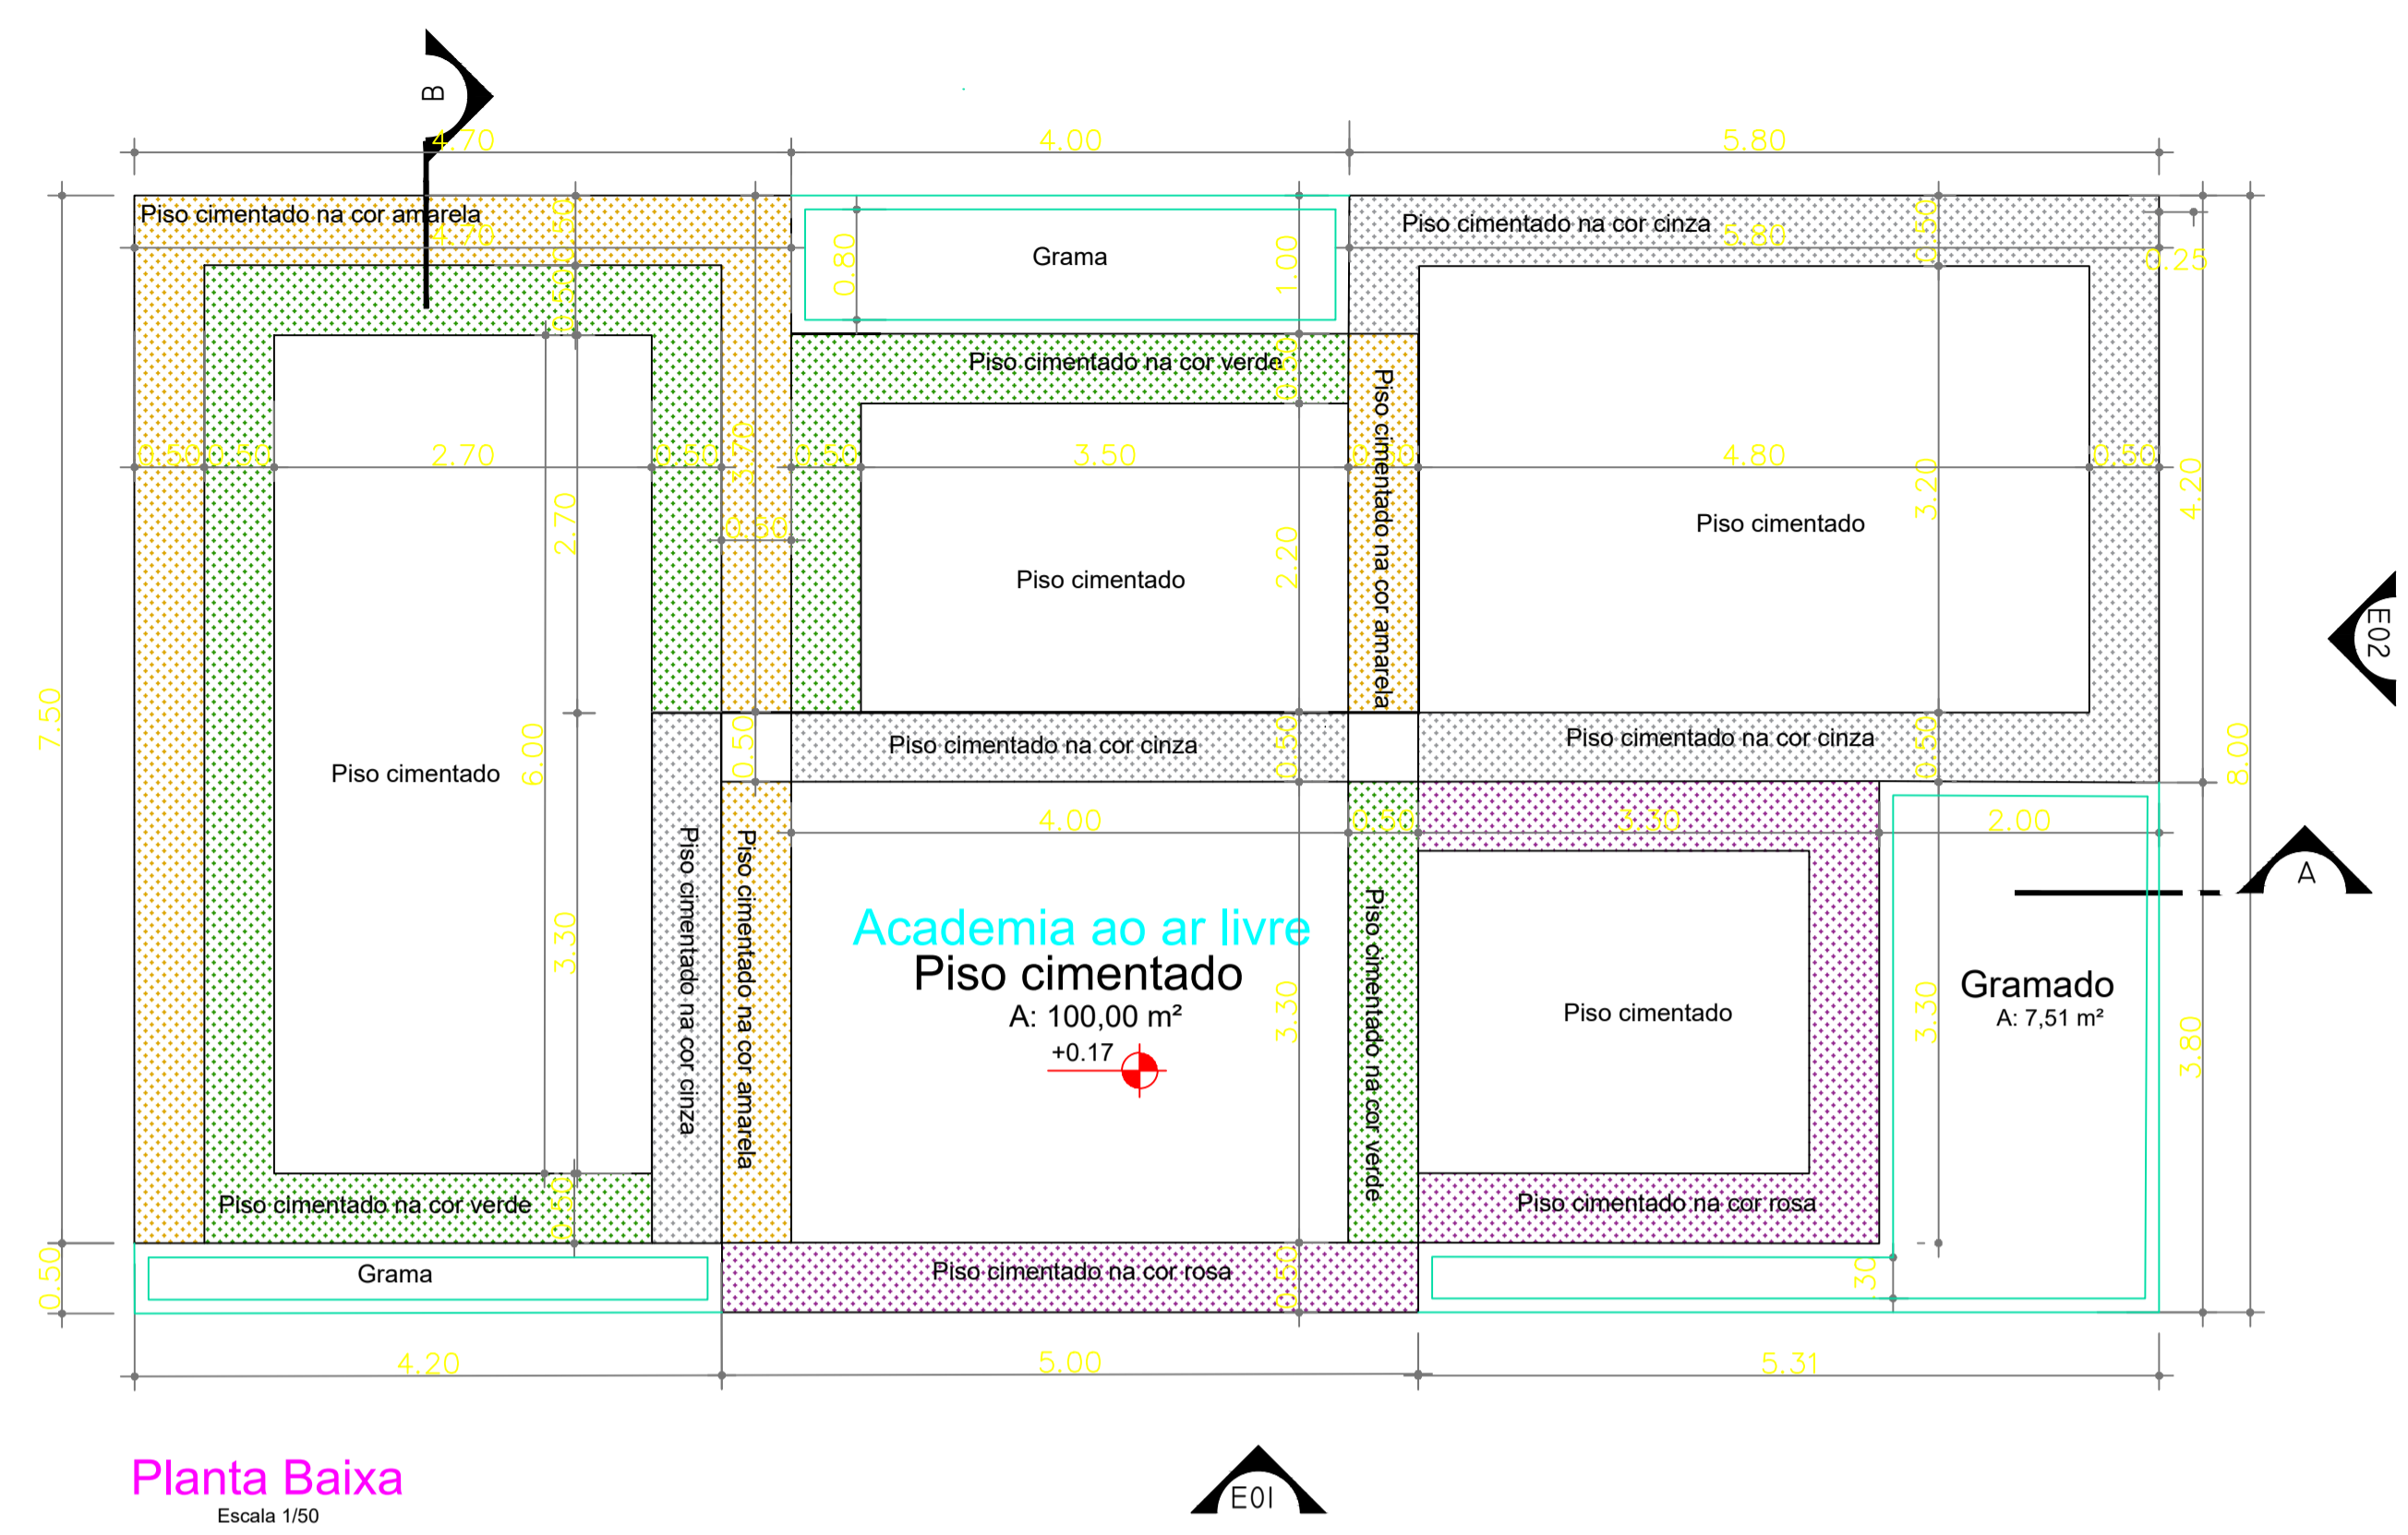 B
4.70
4.00
5.80
Piso cimentado na cor amarela
4.70
0.50
0.50
0.80
Grama
1.00
Piso cimentado na cor cinza
5.80
0.50
0.25
Piso cimentado na cor verde
0.50
Piso cimentado na cor amarela
0.50
0.50
2.70
0.50
3.70
0.50
3.50
0.50
4.80
0.50
2.70
0.50
2.20
3.20
4.20
Piso cimentado
Piso cimentado
E02
7.50
6.00
Piso cimentado
0.50
Piso cimentado na cor cinza
0.50
Piso cimentado na cor cinza
0.50
8.00
4.00
0.50
3.30
2.00
Piso cimentado na cor cinza
Piso cimentado na cor amarela
3.30
Academia ao ar livre
Piso cimentado
A: 100,00 m²
+0.17
3.30
Piso cimentado na cor verde
Piso cimentado
3.30
Gramado
A: 7,51 m²
3.80
A
Piso cimentado na cor verde
0.50
Piso cimentado na cor rosa
0.50
Grama
Piso cimentado na cor rosa
0.50
.30
4.20
5.00
5.31
Planta Baixa
Escala 1/50
E01